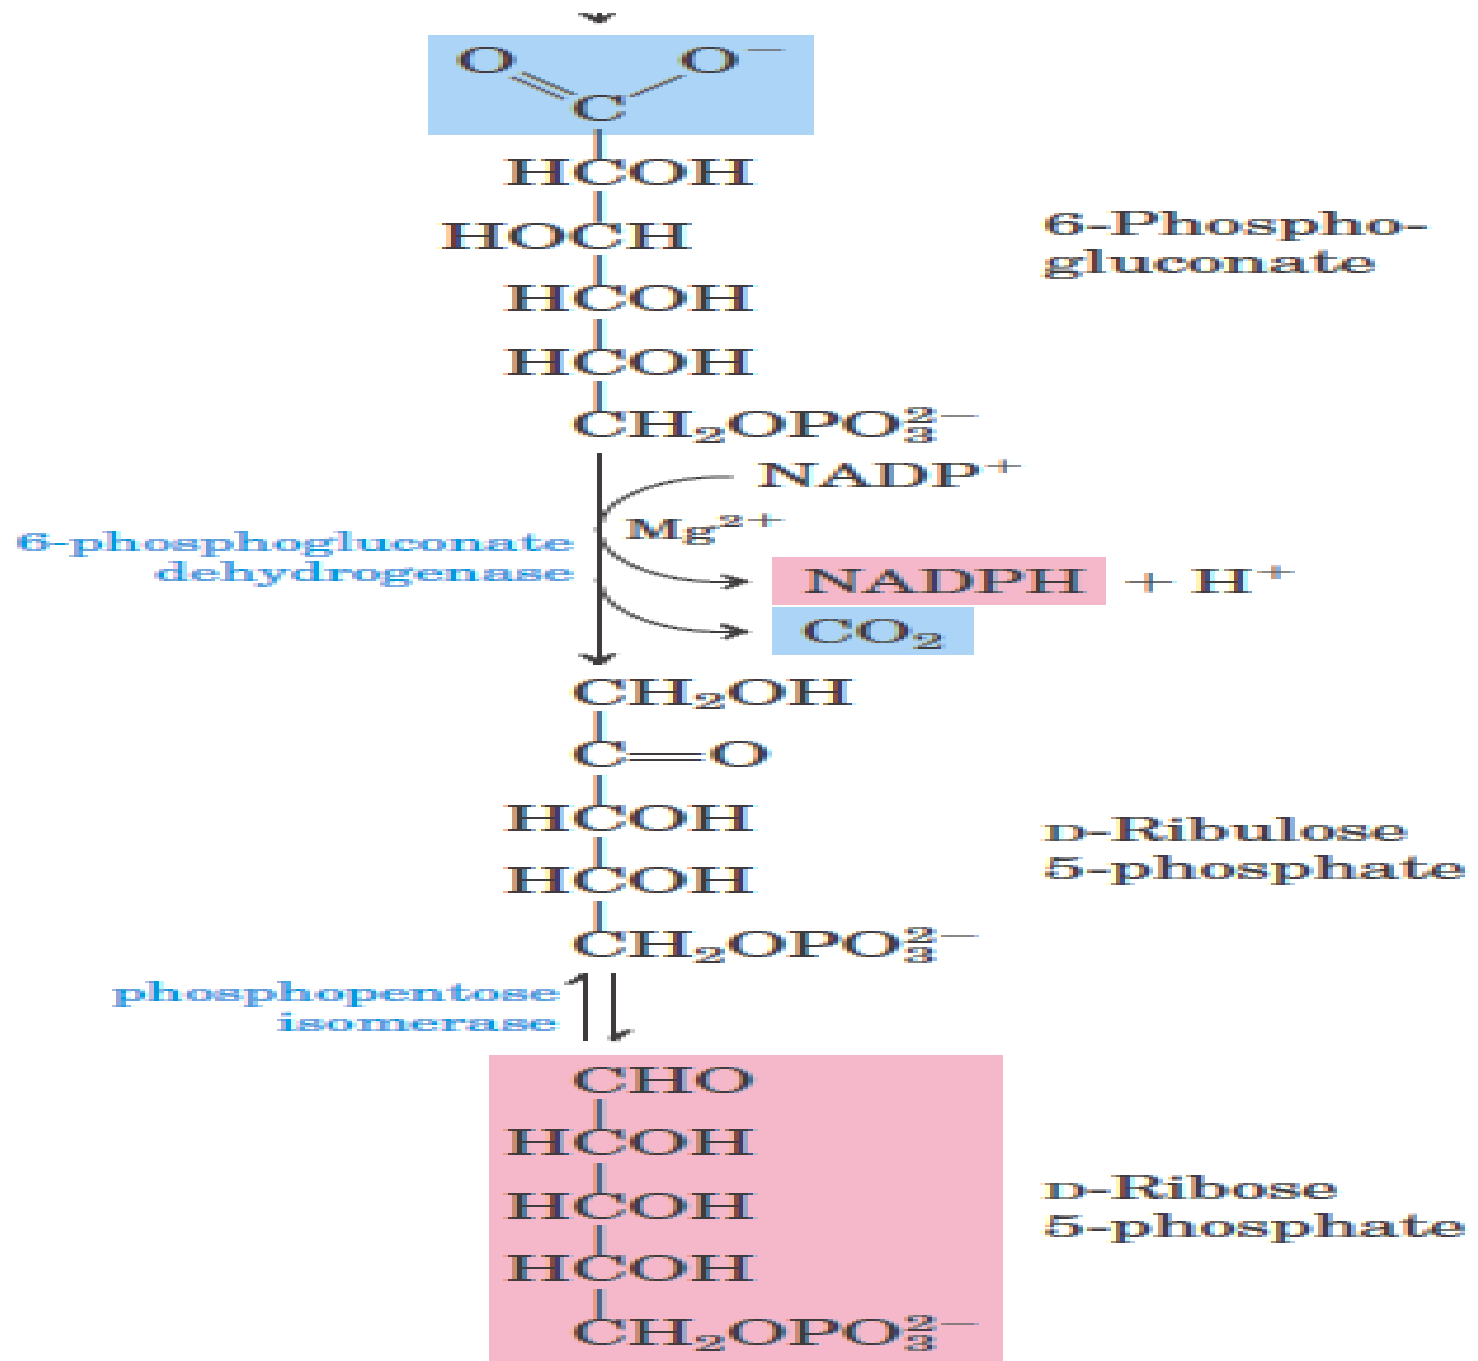 O O⁻
C
HCOH
HOCH
6-Phospho-
gluconate
HCOH
HCOH
CH₂OPO₃²⁻
NADP⁺
Mg²⁺
6-phosphogluconate
dehydrogenase
NADPH + H⁺
CO₂
CH₂OH
C=O
HCOH
D-Ribulose
5-phosphate
HCOH
CH₂OPO₃²⁻
phosphopentose
isomerase
CHO
HCOH
HCOH
D-Ribose
5-phosphate
HCOH
CH₂OPO₃²⁻